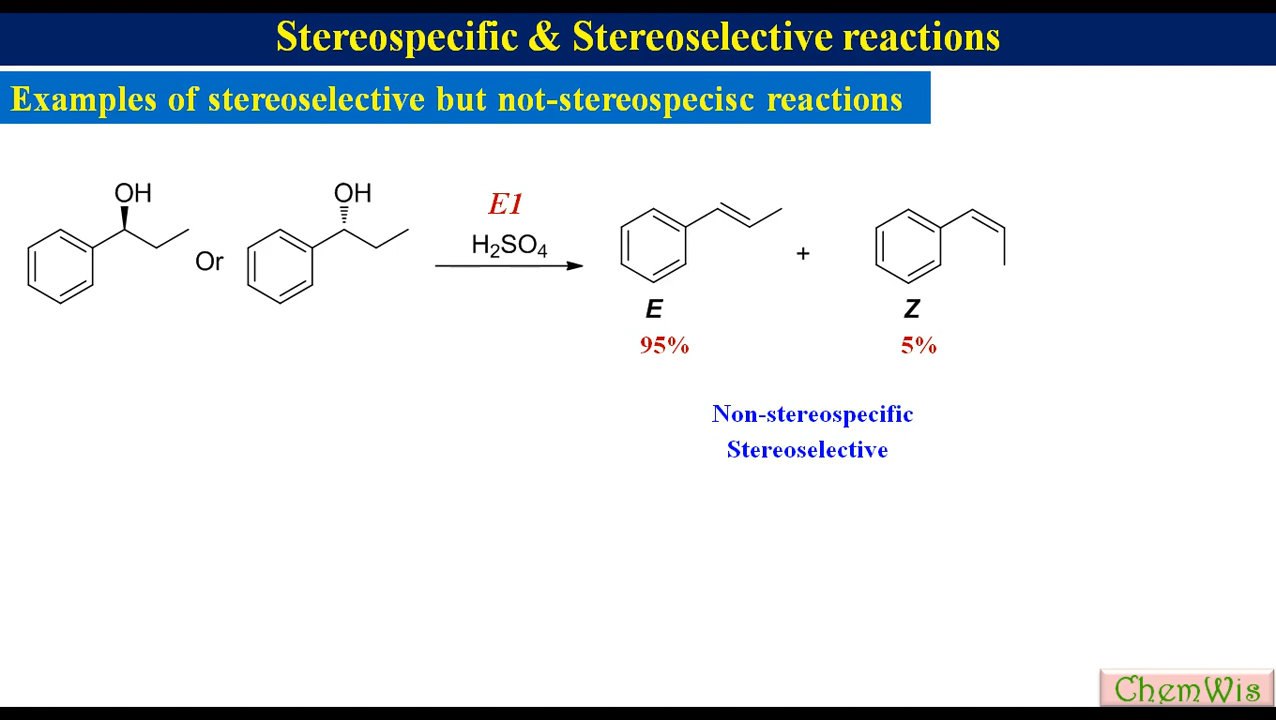 Stereospecific & Stereoselective reactions
Examples of stereoselective but not-stereospecisc reactions
OH
Or
OH
E1
H2SO4
+
E
Z
95%
5%
Non-stereospecific
Stereoselective
ChemWis